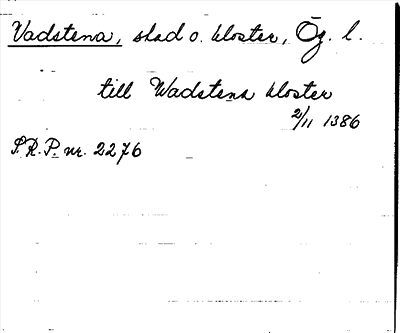 Vadstena, stad o. kloster, Ög. l.
till Wadstena kloster
2/11 1386
S.R.P. nr. 2276